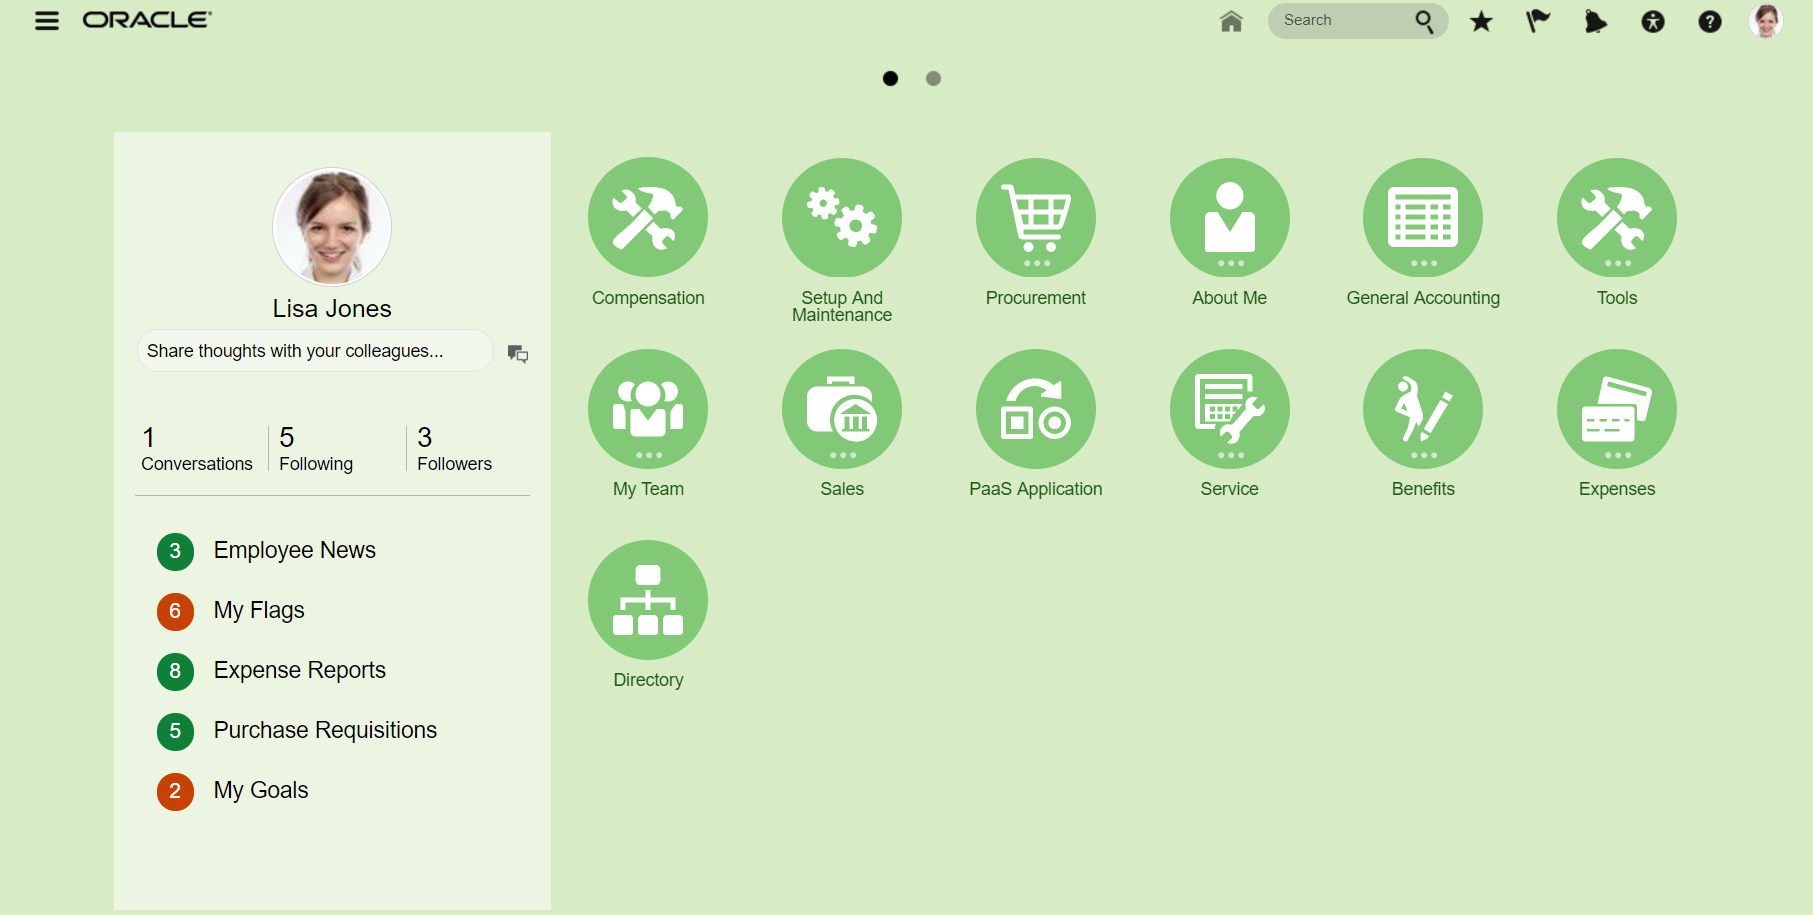 ORACLE
Search
Lisa Jones
Share thoughts with your colleagues...
1
Conversations
5
Following
3
Followers
3 Employee News
6 My Flags
8 Expense Reports
5 Purchase Requisitions
2 My Goals
Compensation
Setup And
Maintenance
Procurement
About Me
General Accounting
Tools
My Team
Sales
PaaS Application
Service
Benefits
Expenses
Directory